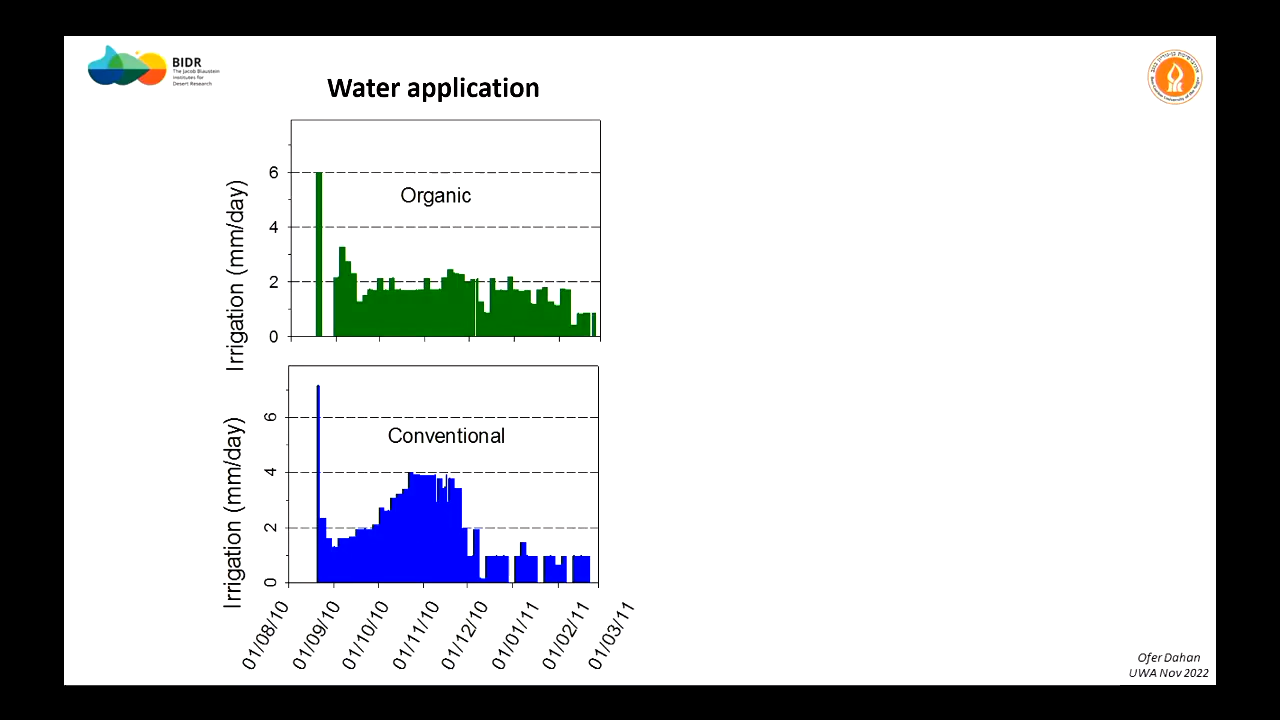 BIDR
The Jacob Blaustein
Institutes for
Desert Research
Water application
Irrigation (mm/day)
6
4
2
0
Organic
Irrigation (mm/day)
6
4
2
0
Conventional
01/08/10
01/09/10
01/10/10
01/11/10
01/12/10
01/01/11
01/02/11
01/03/11
Ofer Dahan
UWA Nov 2022